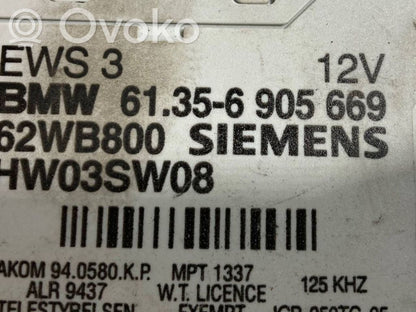 Ovoko
EWS 3 12V
BMW 61.35-6 905 669
62WB800 SIEMENS
HW03SW08
AKOM 94.0580.K.P. MPT 1337
ALR 9437 W.T. LICENCE 125 KHZ
TELESTYRELSEN EXEMPT